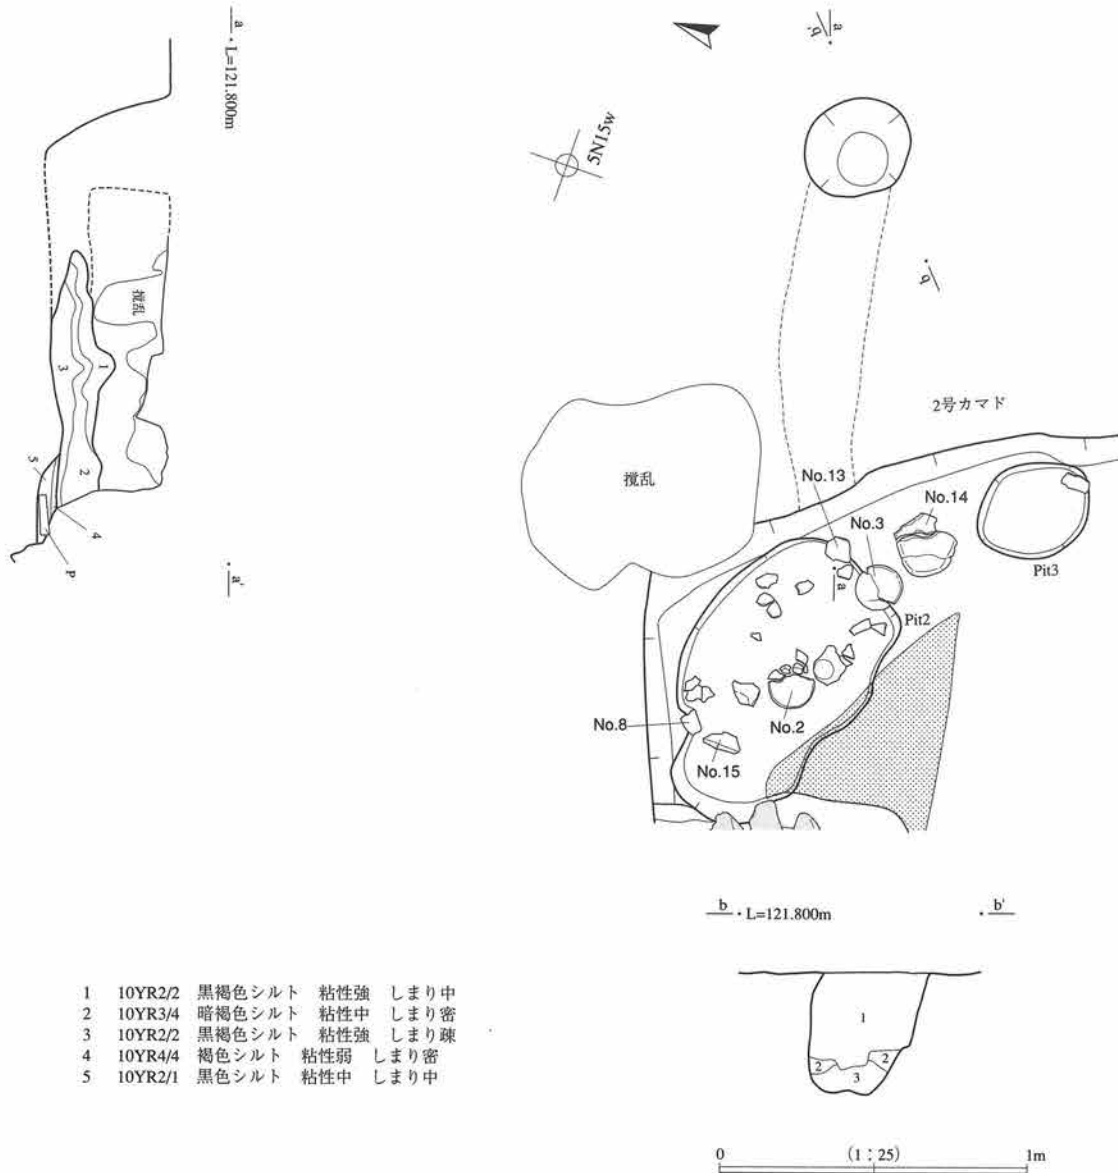 a
L=121.800m
搅乱
1
2
3
4
5
P
a'
a
b'
5N15w
b
2号カマド
搅乱
No.13
No.3
No.14
Pit3
a
Pit2
No.8
No.2
No.15
b L=121.800m b'
1
2 2
3
1 10YR2/2 黒褐色シルト 粘性強 しまり中
2 10YR3/4 暗褐色シルト 粘性中 しまり密
3 10YR2/2 黒褐色シルト 粘性強 しまり疎
4 10YR4/4 褐色シルト 粘性弱 しまり密
5 10YR2/1 黒色シルト 粘性中 しまり中
0 (1:25) 1m